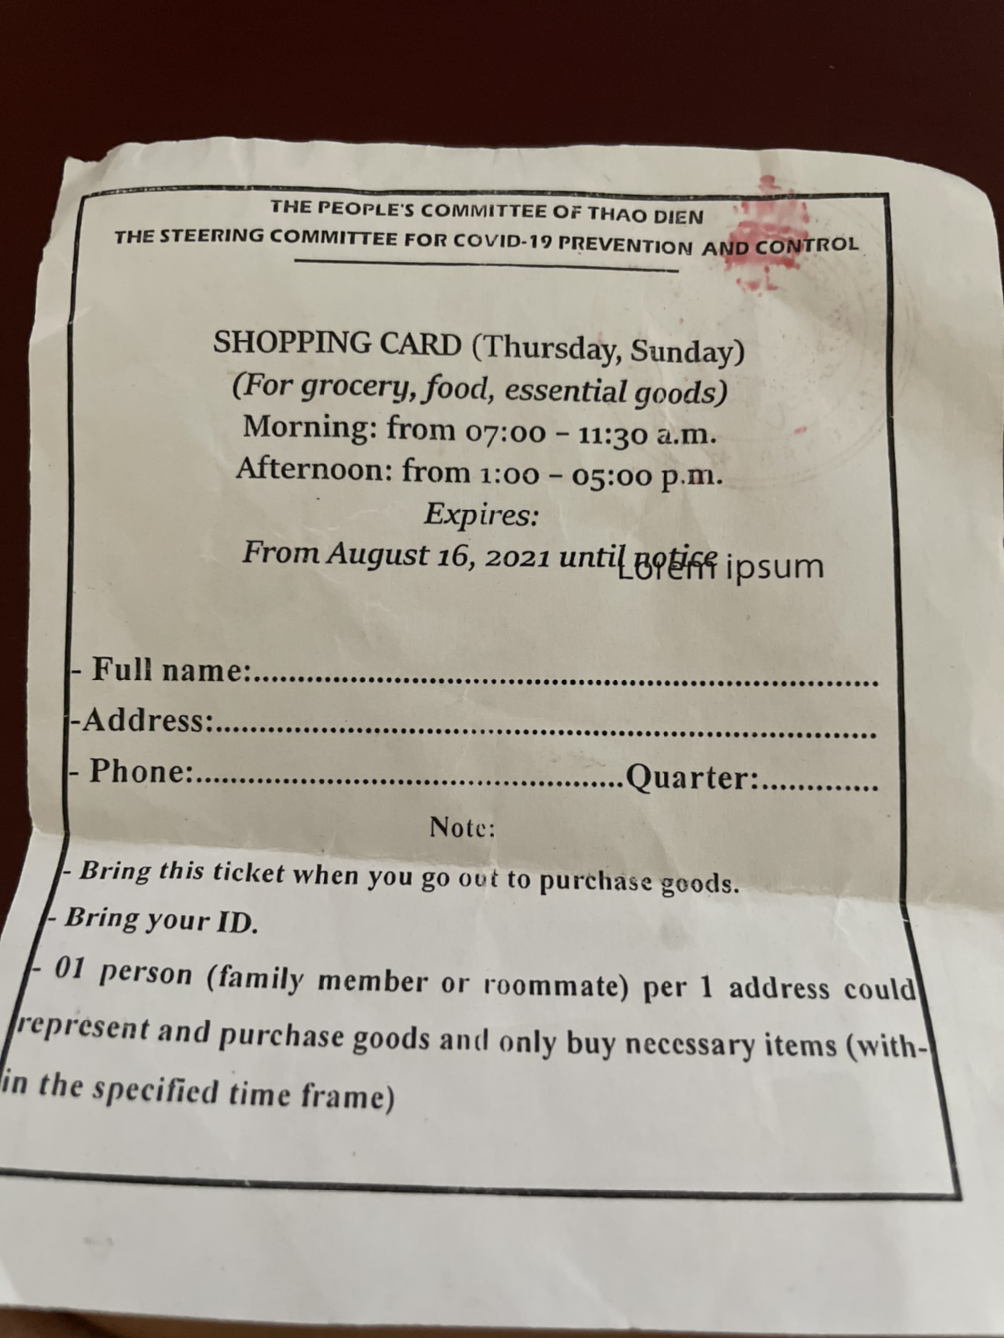 THE PEOPLE'S COMMITTEE OF THAO DIEN
THE STEERING COMMITTEE FOR COVID-19 PREVENTION AND CONTROL
SHOPPING CARD (Thursday, Sunday)
(For grocery, food, essential goods)
Morning: from 07:00 – 11:30 a.m.
Afternoon: from 1:00 – 05:00 p.m.
Expires:
From August 16, 2021 until notice
Lorem ipsum
- Full name:..............................................................................
-Address:..................................................................................
- Phone:.................................................Quarter:.............
Note:
- Bring this ticket when you go out to purchase goods.
- Bring your ID.
- 01 person (family member or roommate) per 1 address could
represent and purchase goods and only buy necessary items (with-
in the specified time frame)